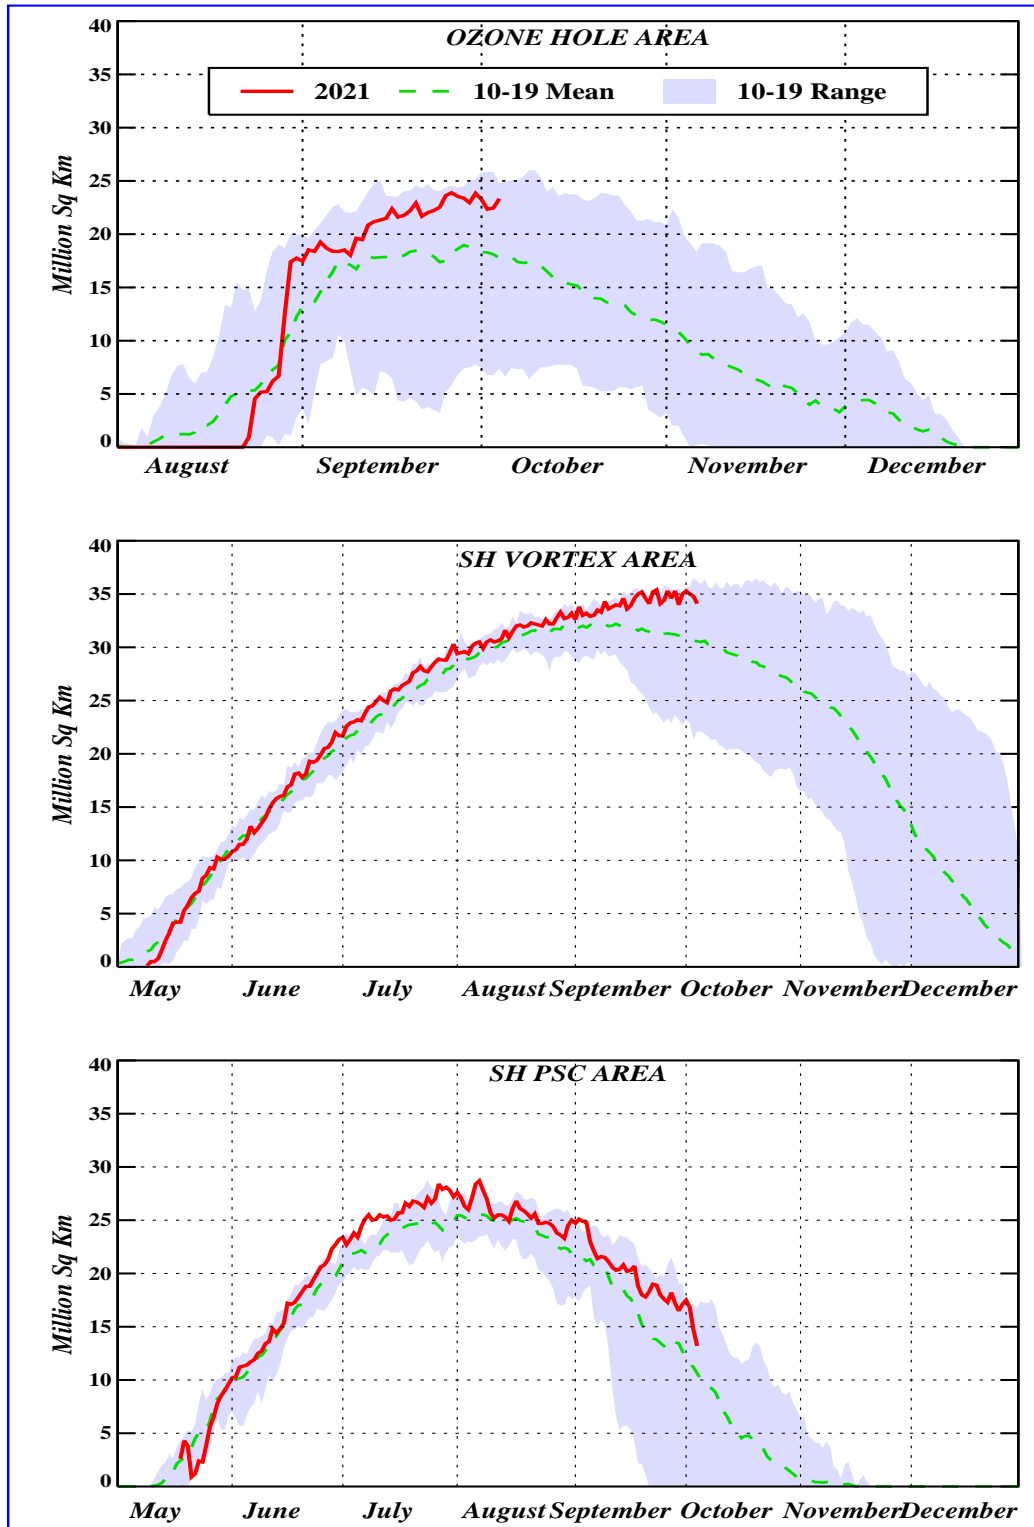 OZONE HOLE AREA
2021 10-19 Mean 10-19 Range
40
35
30
25
20
15
10
5
0
Million Sq Km
August September October November December
SH VORTEX AREA
40
35
30
25
20
15
10
5
0
Million Sq Km
May June July August September October November December
SH PSC AREA
40
35
30
25
20
15
10
5
0
Million Sq Km
May June July August September October November December